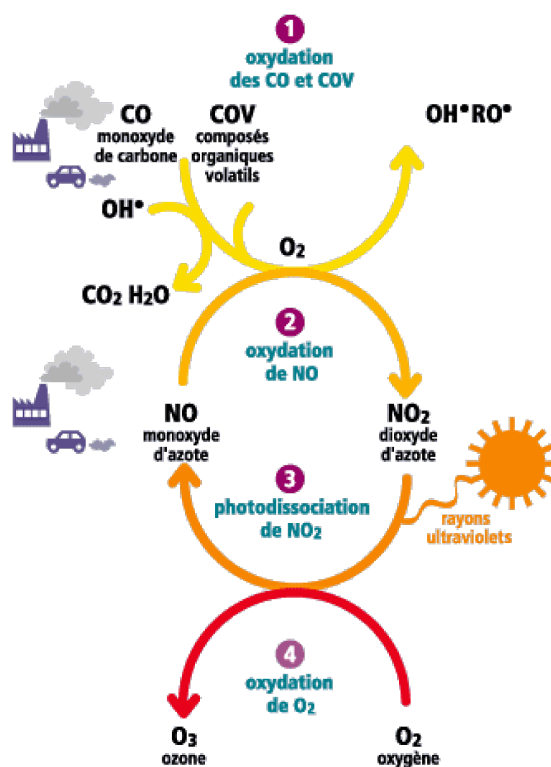 1
oxydation
des CO et COV
CO
monoxyde
de carbone
COV
composés
organiques
volatils
OH•RO•
OH•
O₂
CO₂ H₂O
2
oxydation
de NO
NO
monoxyde
d'azote
NO₂
dioxyde
d'azote
3
photodissociation
de NO₂
rayons
ultraviolets
4
oxydation
de O₂
O₃
ozone
O₂
oxygène